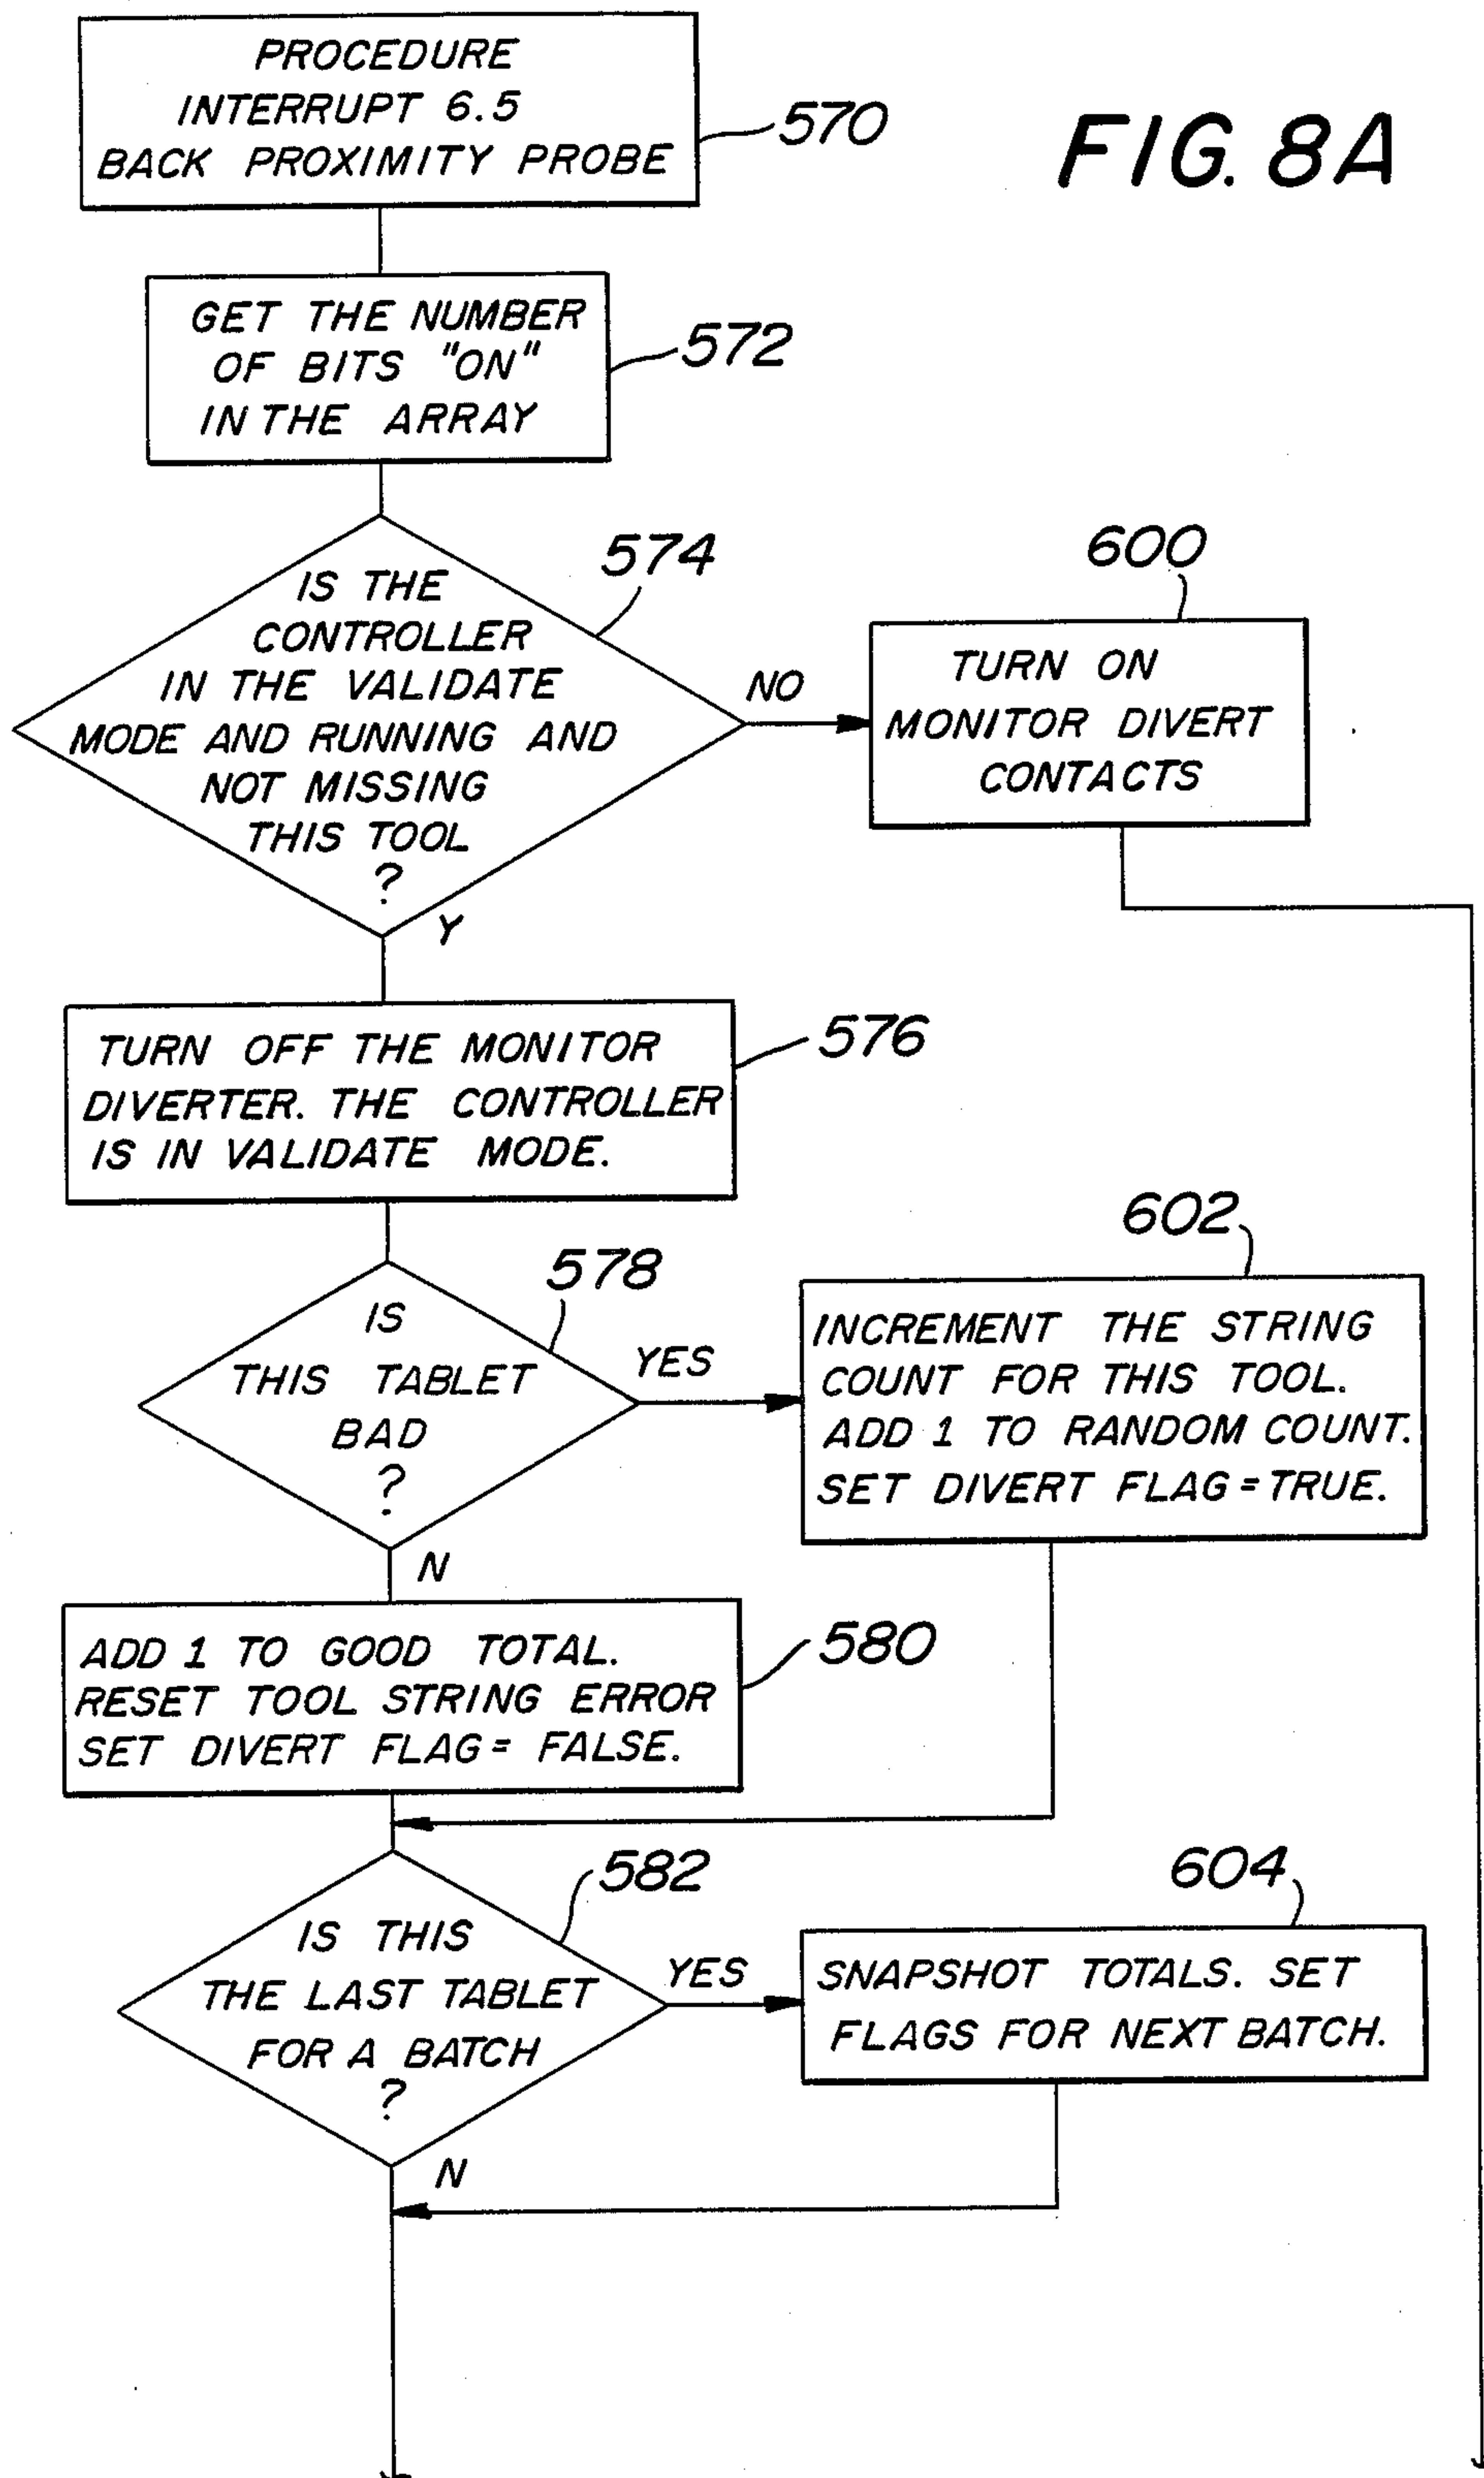 PROCEDURE
INTERRUPT 6.5
BACK PROXIMITY PROBE
570
FIG. 8A
GET THE NUMBER
OF BITS "ON"
IN THE ARRAY
572
IS THE
CONTROLLER
IN THE VALIDATE
MODE AND RUNNING AND
NOT MISSING
THIS TOOL
?
574
NO
Y
600
TURN ON
MONITOR DIVERT
CONTACTS
TURN OFF THE MONITOR
DIVERTER. THE CONTROLLER
IS IN VALIDATE MODE.
576
IS
THIS TABLET
BAD
?
578
YES
N
602
INCREMENT THE STRING
COUNT FOR THIS TOOL.
ADD 1 TO RANDOM COUNT.
SET DIVERT FLAG = TRUE.
ADD 1 TO GOOD TOTAL.
RESET TOOL STRING ERROR
SET DIVERT FLAG = FALSE.
580
IS THIS
THE LAST TABLET
FOR A BATCH
?
582
YES
N
604
SNAPSHOT TOTALS. SET
FLAGS FOR NEXT BATCH.